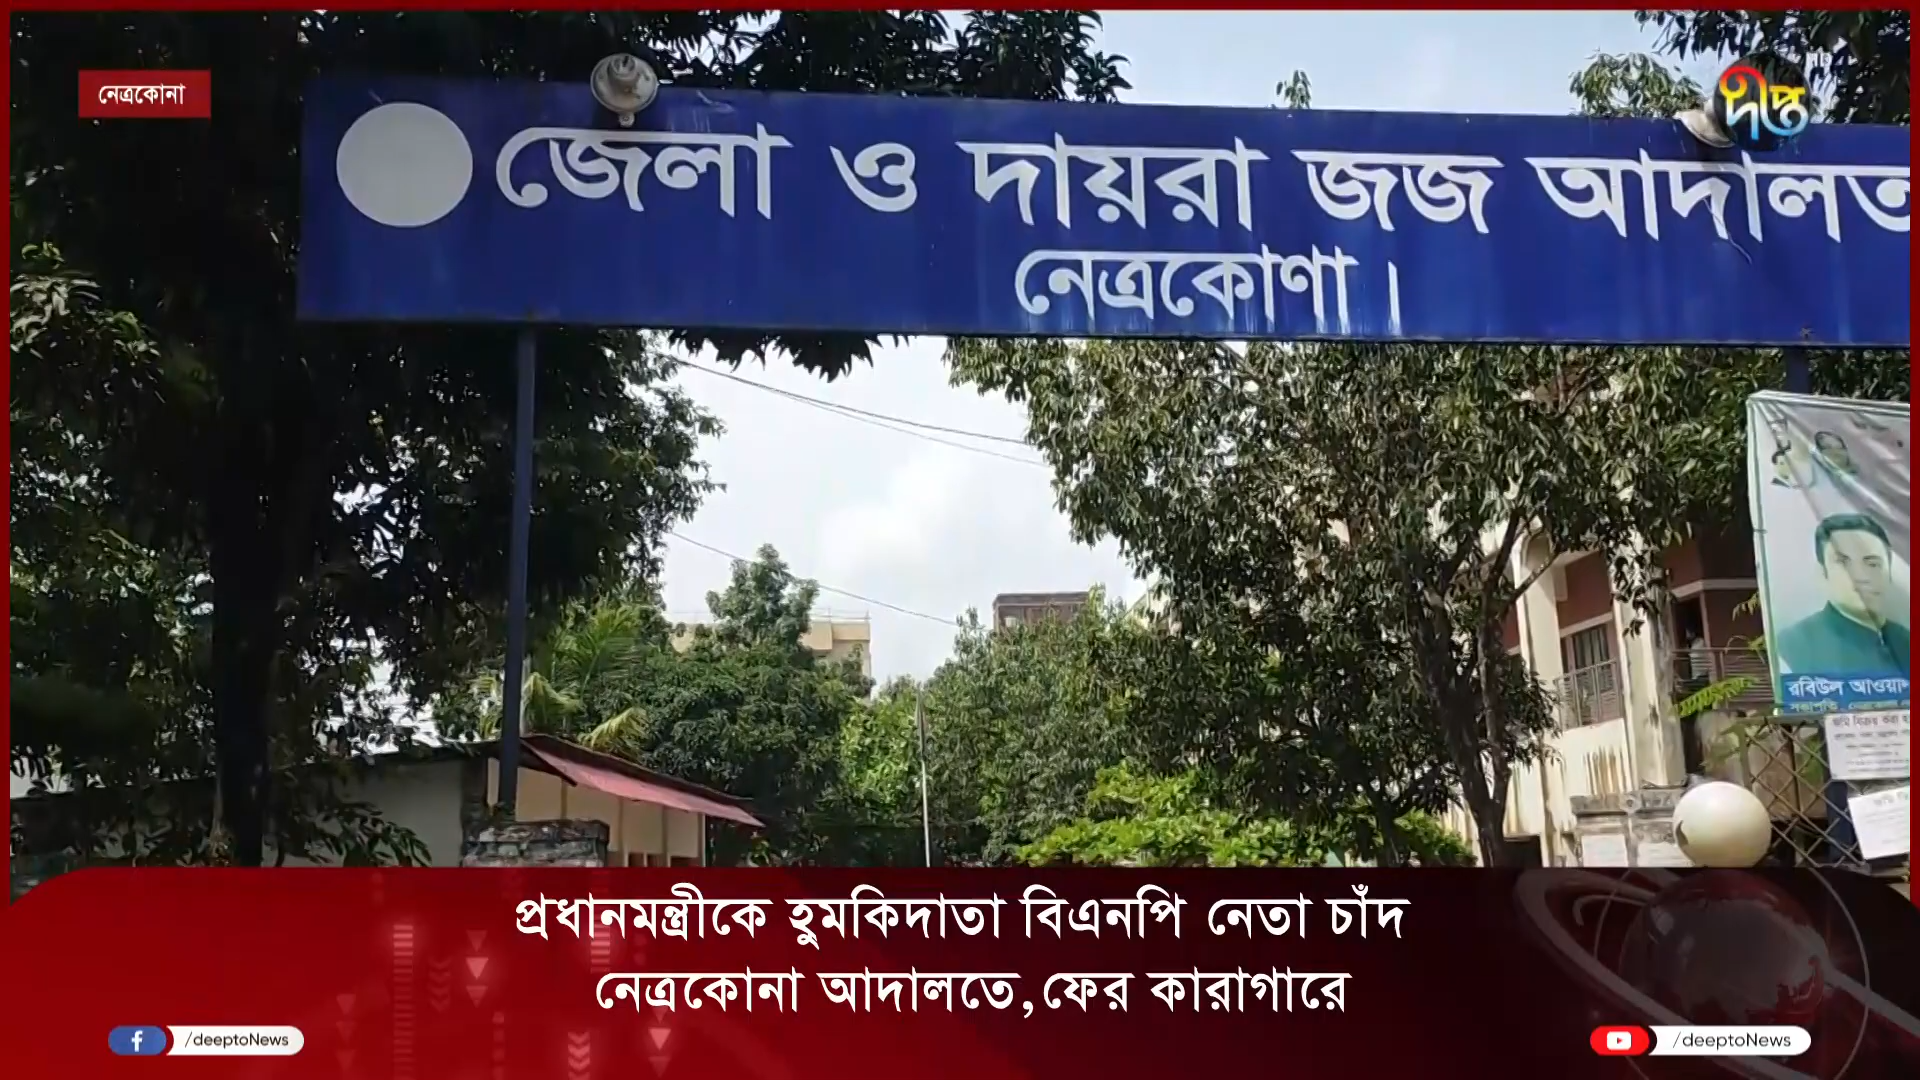 নেত্রকোনা
দীপ্ত
জেলা ও দায়রা জজ আদালত
নেত্রকোণা।
রবিউল আওয়াল
প্রধানমন্ত্রীকে হুমকিদাতা বিএনপি নেতা চাঁদ
নেত্রকোনা আদালতে,ফের কারাগারে
/deeptoNews
/deeptoNews